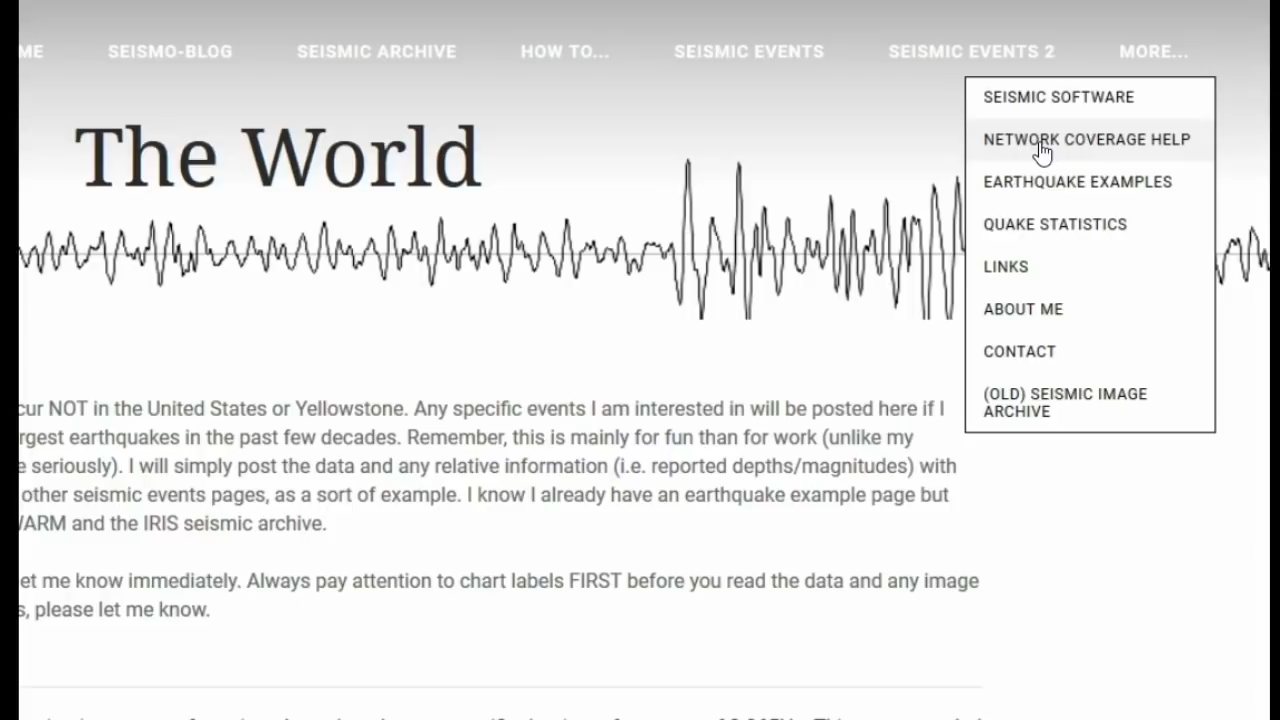 ME SEISMO-BLOG SEISMIC ARCHIVE HOW TO... SEISMIC EVENTS SEISMIC EVENTS 2 MORE...
SEISMIC SOFTWARE
NETWORK COVERAGE HELP
EARTHQUAKE EXAMPLES
QUAKE STATISTICS
LINKS
ABOUT ME
CONTACT
(OLD) SEISMIC IMAGE
ARCHIVE
The World
cur NOT in the United States or Yellowstone. Any specific events I am interested in will be posted here if I
rgest earthquakes in the past few decades. Remember, this is mainly for fun than for work (unlike my
e seriously). I will simply post the data and any relative information (i.e. reported depths/magnitudes) with
other seismic events pages, as a sort of example. I know I already have an earthquake example page but
/ARM and the IRIS seismic archive.
et me know immediately. Always pay attention to chart labels FIRST before you read the data and any image
s, please let me know.